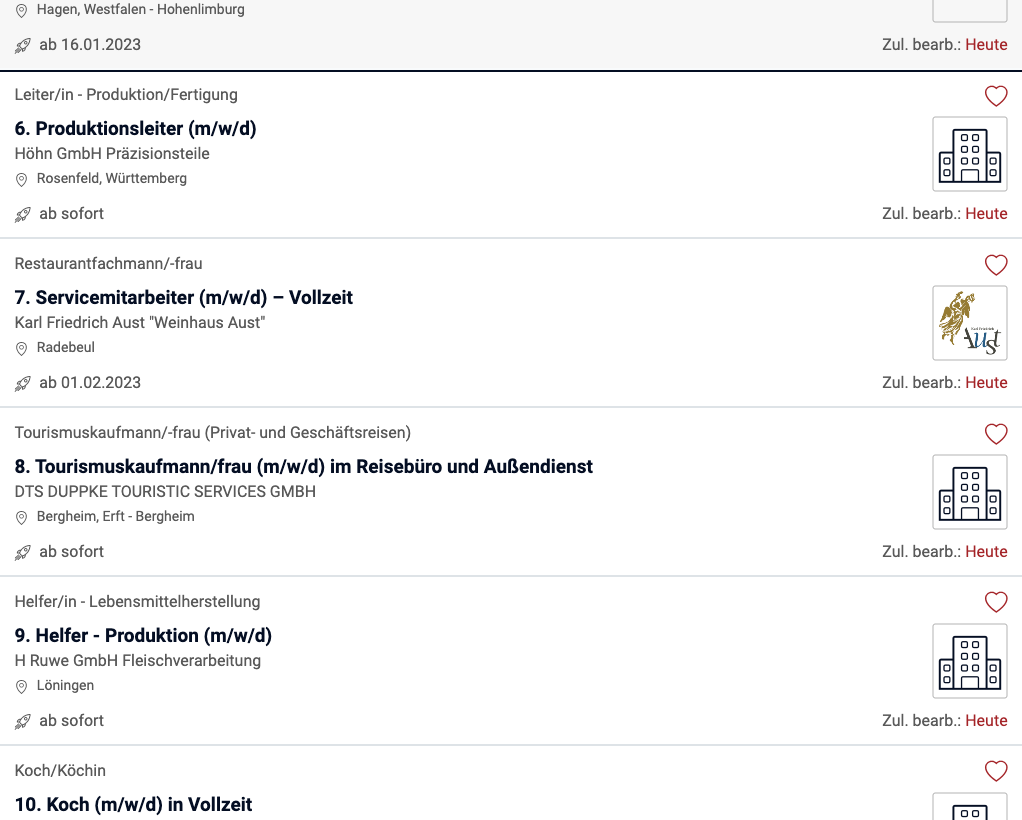 Hagen, Westfalen - Hohenlimburg
ab 16.01.2023
Zul. bearb.: Heute
Leiter/in - Produktion/Fertigung
6. Produktionsleiter (m/w/d)
Höhn GmbH Präzisionsteile
Rosenfeld, Württemberg
ab sofort
Zul. bearb.: Heute
Restaurantfachmann/-frau
7. Servicemitarbeiter (m/w/d) – Vollzeit
Karl Friedrich Aust "Weinhaus Aust"
Radebeul
Karl Friedrich
Aust
ab 01.02.2023
Zul. bearb.: Heute
Tourismuskaufmann/-frau (Privat- und Geschäftsreisen)
8. Tourismuskaufmann/frau (m/w/d) im Reisebüro und Außendienst
DTS DUPPKE TOURISTIC SERVICES GMBH
Bergheim, Erft - Bergheim
ab sofort
Zul. bearb.: Heute
Helfer/in - Lebensmittelherstellung
9. Helfer - Produktion (m/w/d)
H Ruwe GmbH Fleischverarbeitung
Löningen
ab sofort
Zul. bearb.: Heute
Koch/Köchin
10. Koch (m/w/d) in Vollzeit